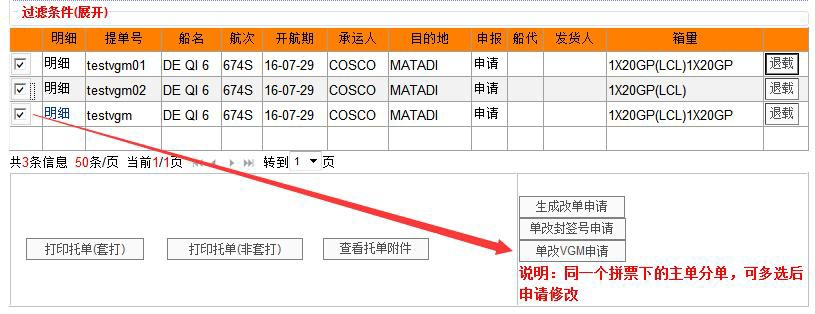 过滤条件(展开)
明细 提单号 船名 航次 开航期 承运人 目的地 申报 船代 发货人 箱量
明细 testvgm01 DE QI 6 674S 16-07-29 COSCO MATADI 申请 1X20GP(LCL)1X20GP 退载
明细 testvgm02 DE QI 6 674S 16-07-29 COSCO MATADI 申请 1X20GP(LCL) 退载
明细 testvgm DE QI 6 674S 16-07-29 COSCO MATADI 申请 1X20GP(LCL)1X20GP 退载
共3条信息 50条/页 当前1/1页 转到 1 页
生成改单申请
单改封签号申请
打印托单(套打) 打印托单(非套打) 查看托单附件 单改VGM申请
说明：同一个拼票下的主单分单，可多选后
申请修改